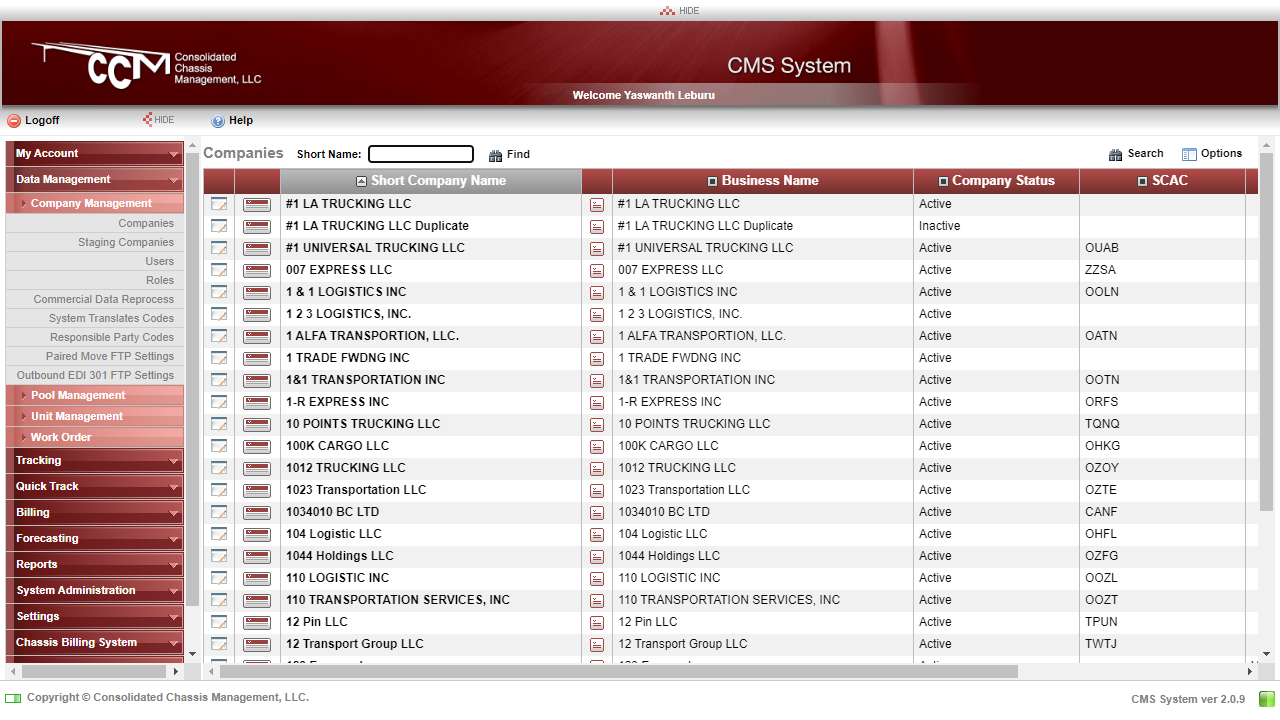 HIDE
CCM Consolidated Chassis Management, LLC
CMS System
Welcome Yaswanth Leburu
Logoff HIDE Help
My Account
Data Management
Company Management
Companies
Staging Companies
Users
Roles
Commercial Data Reprocess
System Translates Codes
Responsible Party Codes
Paired Move FTP Settings
Outbound EDI 301 FTP Settings
Pool Management
Unit Management
Work Order
Tracking
Quick Track
Billing
Forecasting
Reports
System Administration
Settings
Chassis Billing System
Companies Short Name: Find Search Options
Short Company Name Business Name Company Status SCAC
#1 LA TRUCKING LLC #1 LA TRUCKING LLC Active
#1 LA TRUCKING LLC Duplicate #1 LA TRUCKING LLC Duplicate Inactive
#1 UNIVERSAL TRUCKING LLC #1 UNIVERSAL TRUCKING LLC Active OUAB
007 EXPRESS LLC 007 EXPRESS LLC Active ZZSA
1 & 1 LOGISTICS INC 1 & 1 LOGISTICS INC Active OOLN
1 2 3 LOGISTICS, INC. 1 2 3 LOGISTICS, INC. Active
1 ALFA TRANSPORTION, LLC. 1 ALFA TRANSPORTION, LLC. Active OATN
1 TRADE FWDNG INC 1 TRADE FWDNG INC Active
1&1 TRANSPORTATION INC 1&1 TRANSPORTATION INC Active OOTN
1-R EXPRESS INC 1-R EXPRESS INC Active ORFS
10 POINTS TRUCKING LLC 10 POINTS TRUCKING LLC Active TQNQ
100K CARGO LLC 100K CARGO LLC Active OHKG
1012 TRUCKING LLC 1012 TRUCKING LLC Active OZOY
1023 Transportation LLC 1023 Transportation LLC Active OZTE
1034010 BC LTD 1034010 BC LTD Active CANF
104 Logistic LLC 104 Logistic LLC Active OHFL
1044 Holdings LLC 1044 Holdings LLC Active OZFG
110 LOGISTIC INC 110 LOGISTIC INC Active OOZL
110 TRANSPORTATION SERVICES, INC 110 TRANSPORTATION SERVICES, INC Active OOZT
12 Pin LLC 12 Pin LLC Active TPUN
12 Transport Group LLC 12 Transport Group LLC Active TWTJ
Copyright © Consolidated Chassis Management, LLC. CMS System ver 2.0.9